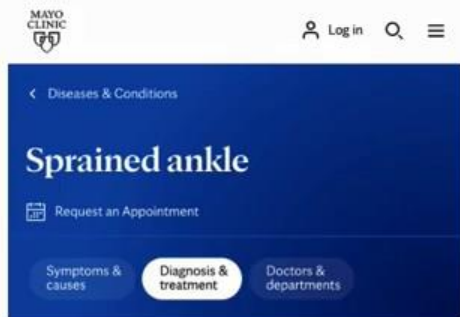 MAYO
CLINIC
Log in
Diseases & Conditions
Sprained ankle
Request an Appointment
Symptoms &
causes
Diagnosis &
treatment
Doctors &
departments